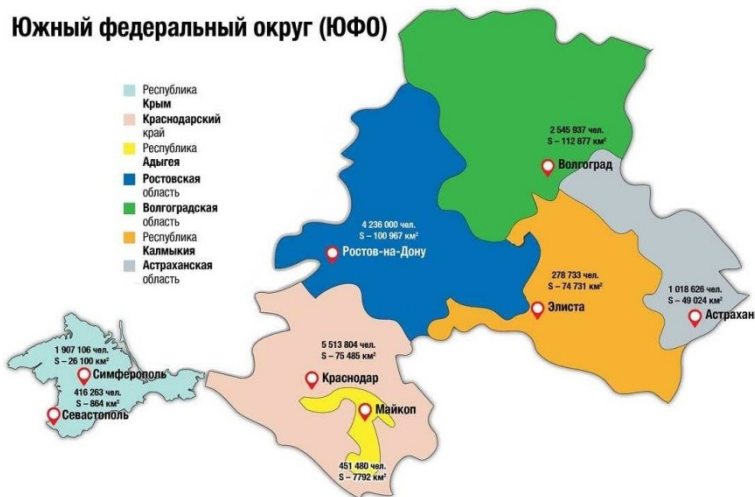 Южный федеральный округ (ЮФО)
Республика
Крым
Краснодарский
край
Республика
Адыгея
Ростовская
область
Волгоградская
область
Республика
Калмыкия
Астраханская
область
2 545 937 чел.
S – 112 877 км²
Волгоград
4 236 000 чел.
S – 100 967 км²
Ростов-на-Дону
278 733 чел.
S – 74 731 км²
Элиста
1 018 626 чел.
S – 49 024 км²
Астрахан
5 513 804 чел.
S – 75 485 км²
Краснодар
Майкоп
451 480 чел.
S – 7792 км²
1 907 106 чел.
S – 26 100 км²
Симферополь
416 263 чел.
S – 864 км²
Севастополь